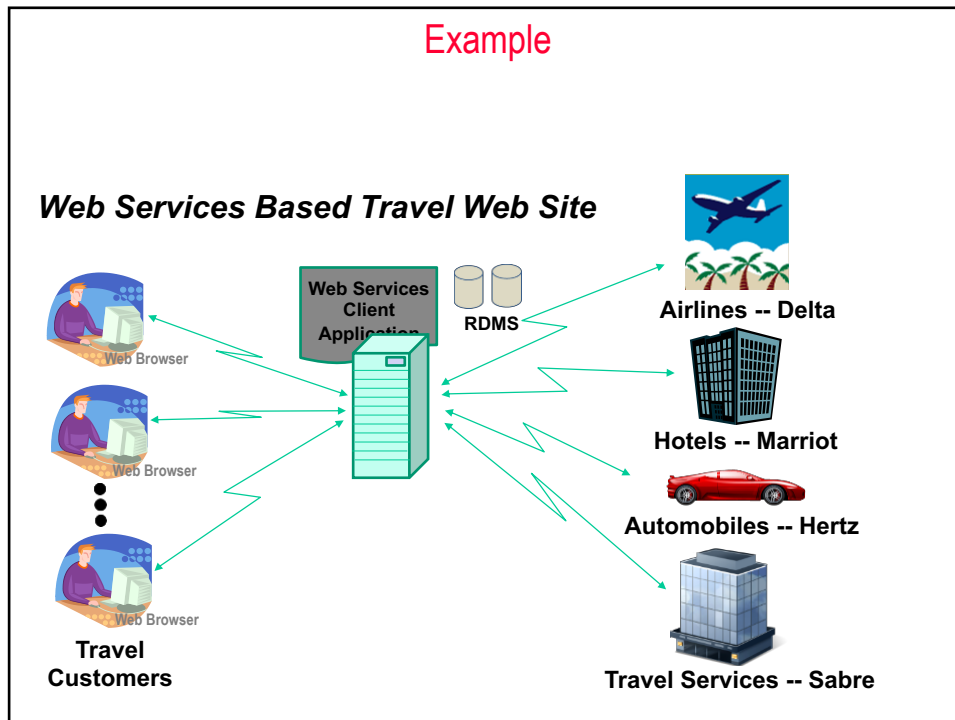 Example
Web Services Based Travel Web Site
Web Services
Client
Application
RDMS
Airlines -- Delta
Web Browser
Hotels -- Marriot
Web Browser
Automobiles -- Hertz
Web Browser
Travel
Customers
Travel Services -- Sabre